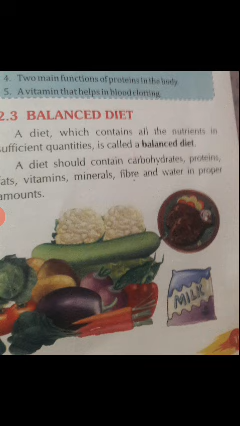 4. Two main functions of proteins in the body.
5. A vitamin that helps in blood clotting.
2.3 BALANCED DIET
A diet, which contains all the nutrients in
sufficient quantities, is called a balanced diet.
A diet should contain carbohydrates, proteins,
fats, vitamins, minerals, fibre and water in proper
amounts.
MILK